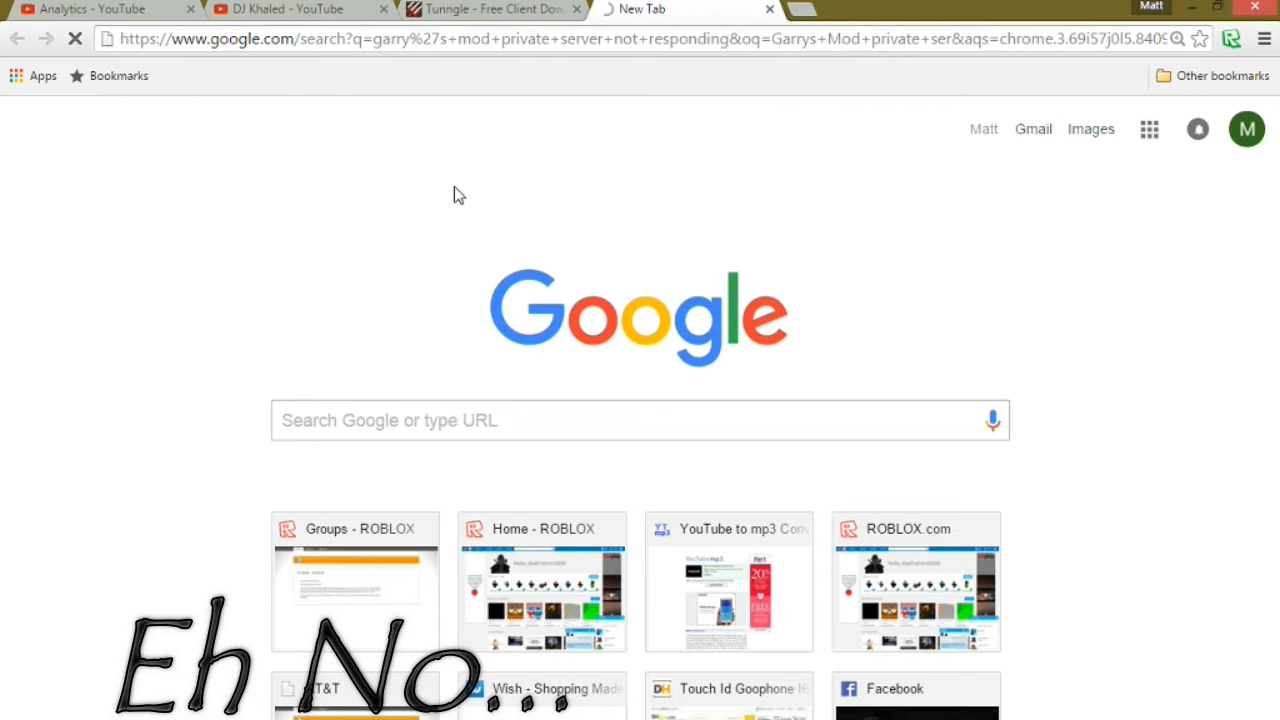 Analytics - YouTube
DJ Khaled - YouTube
Tunngle - Free Client Dow
New Tab
Matt
https://www.google.com/search?q=garry%27s+mod+private+server+not+responding&oq=Garrys+Mod+private+ser&aqs=chrome.3.69i57j0l5.8409
Apps
Bookmarks
Other bookmarks
Matt
Gmail
Images
M
Google
Search Google or type URL
Groups - ROBLOX
Home - ROBLOX
YouTube to mp3 Conv
ROBLOX.com
AT&T
Wish - Shopping Made
Touch Id Goophone I6
Facebook
Eh No...